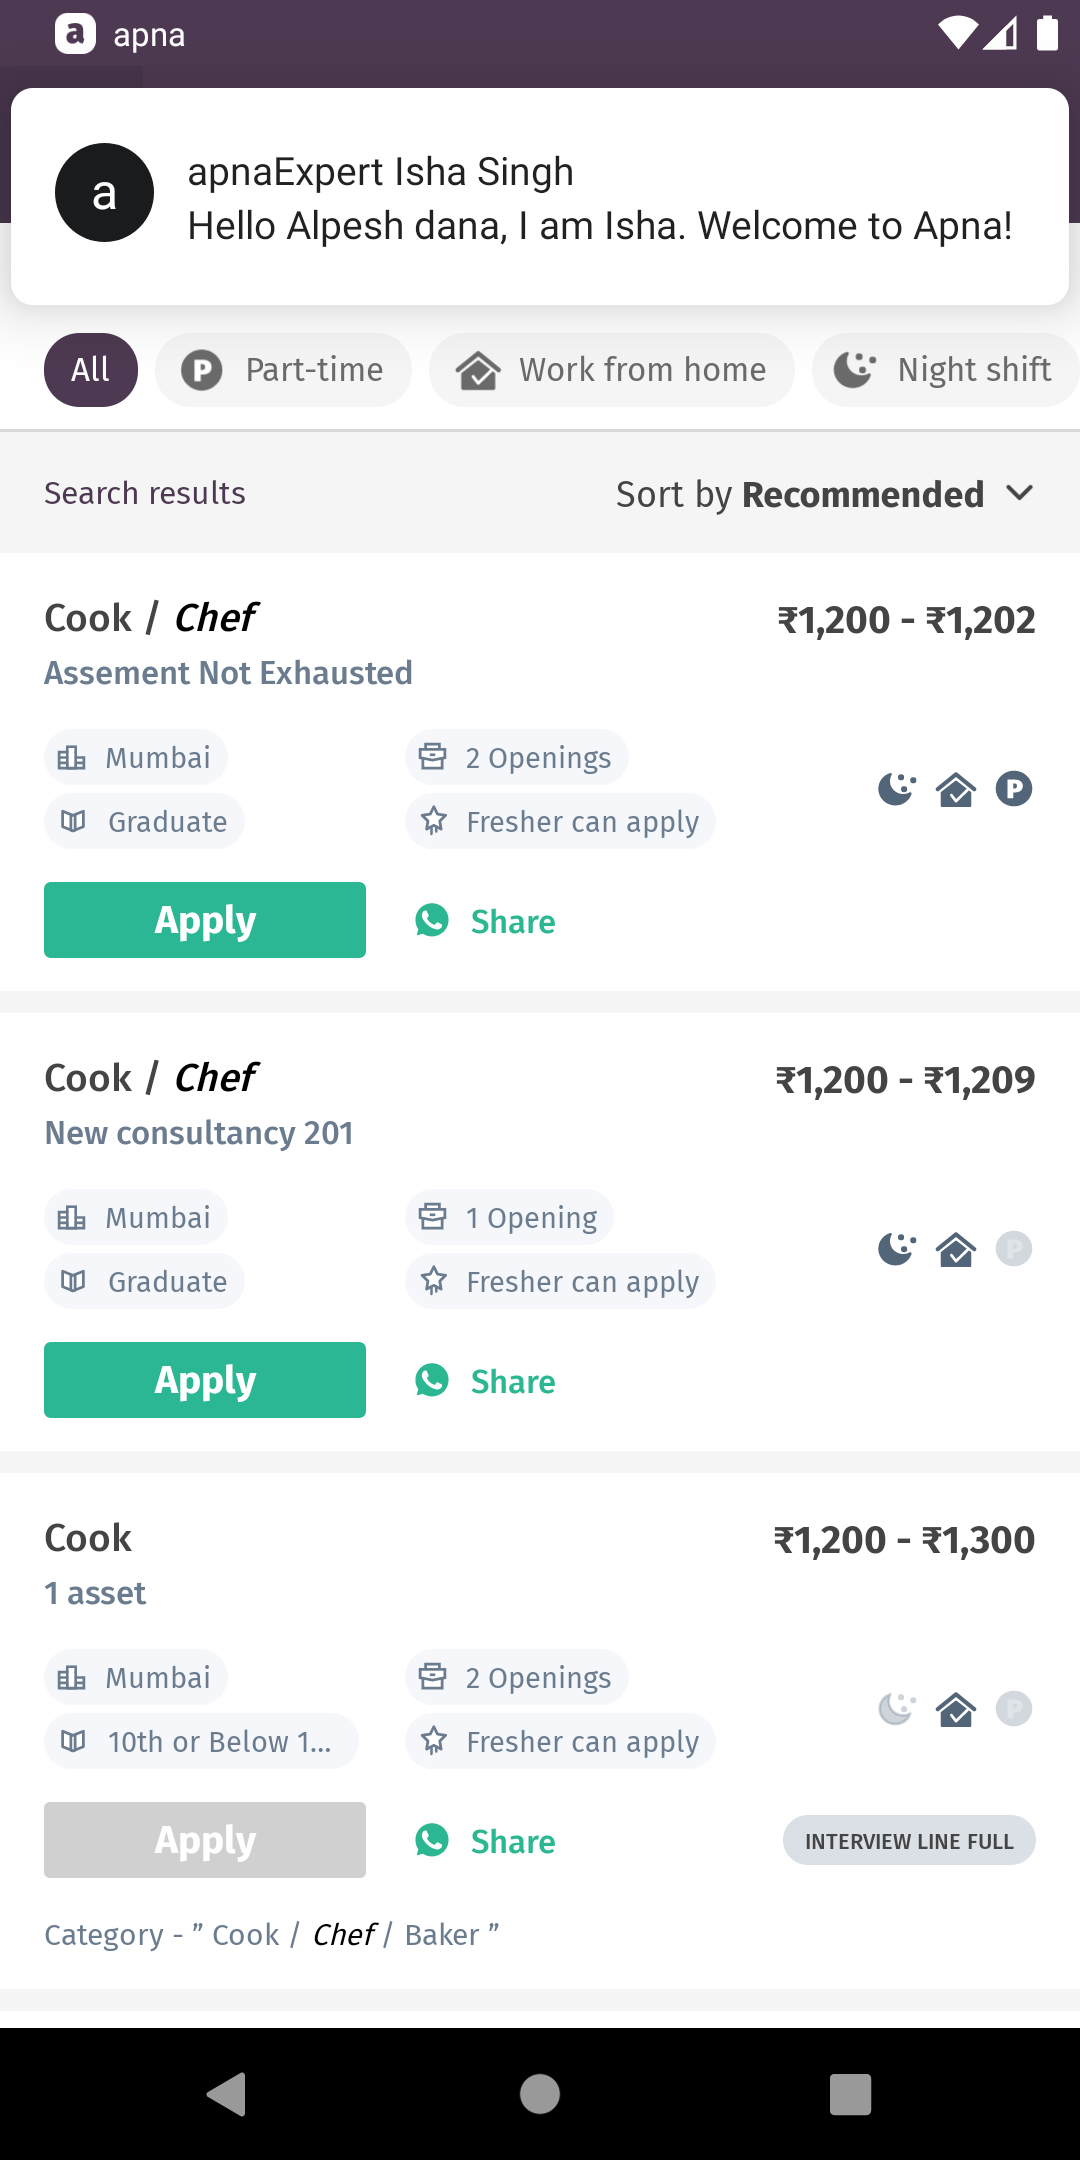 a apna
a
apnaExpert Isha Singh
Hello Alpesh dana, I am Isha. Welcome to Apna!
All P Part-time Work from home Night shift
Search results Sort by Recommended
Cook / Chef ₹1,200 - ₹1,202
Assement Not Exhausted
Mumbai 2 Openings
P
Graduate Fresher can apply
Apply Share
Cook / Chef ₹1,200 - ₹1,209
New consultancy 201
Mumbai 1 Opening
P
Graduate Fresher can apply
Apply Share
Cook ₹1,200 - ₹1,300
1 asset
Mumbai 2 Openings
P
10th or Below 1... Fresher can apply
Apply Share INTERVIEW LINE FULL
Category - ” Cook / Chef / Baker ”